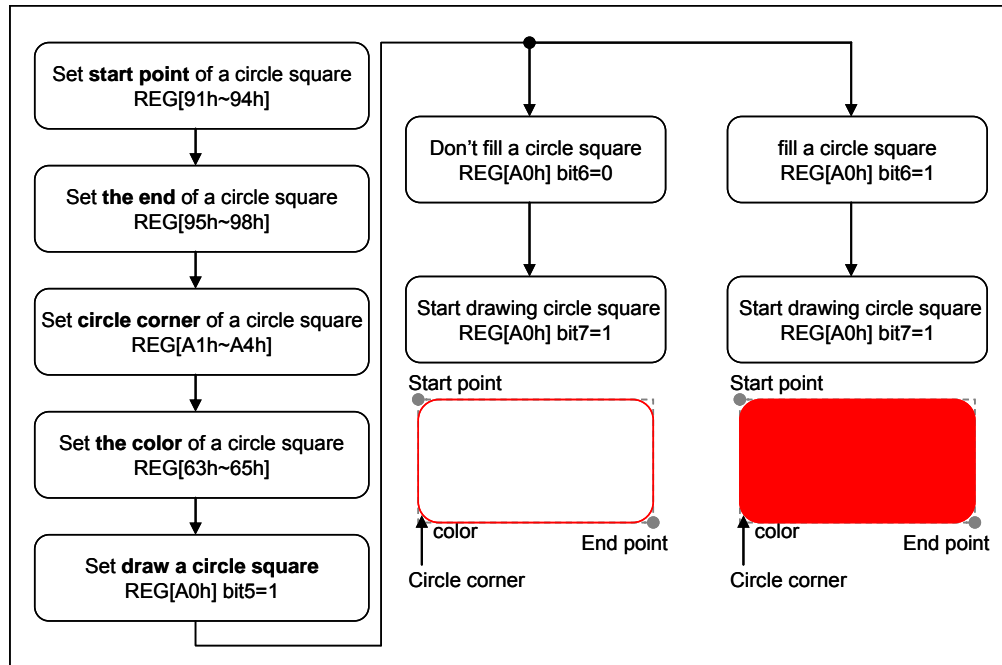 Set start point of a circle square
REG[91h~94h]
Set the end of a circle square
REG[95h~98h]
Set circle corner of a circle square
REG[A1h~A4h]
Set the color of a circle square
REG[63h~65h]
Set draw a circle square
REG[A0h] bit5=1
Don't fill a circle square
REG[A0h] bit6=0
Start drawing circle square
REG[A0h] bit7=1
Start point
color
End point
Circle corner
fill a circle square
REG[A0h] bit6=1
Start drawing circle square
REG[A0h] bit7=1
Start point
color
End point
Circle corner